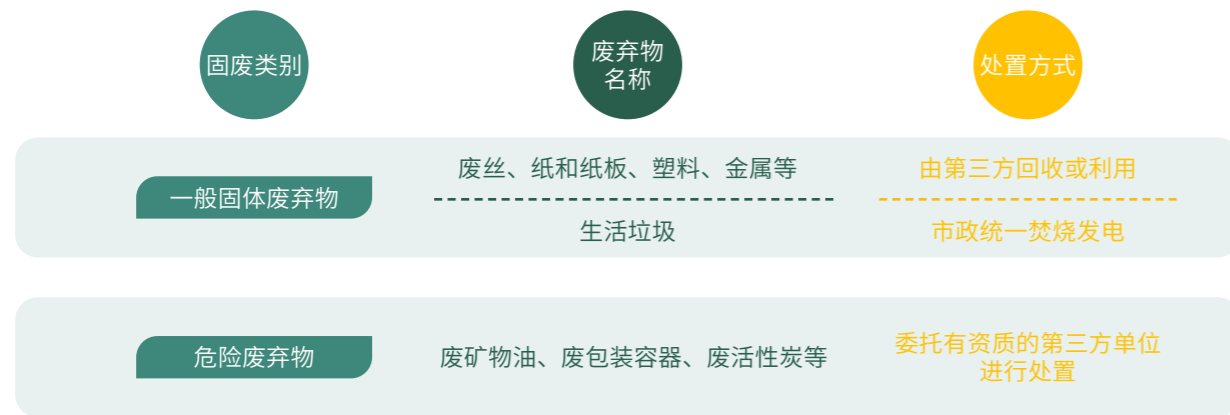 固废类别
废弃物
名称
处置方式
一般固体废弃物
废丝、纸和纸板、塑料、金属等
由第三方回收或利用
生活垃圾
市政统一焚烧发电
危险废弃物
废矿物油、废包装容器、废活性炭等
委托有资质的第三方单位
进行处置